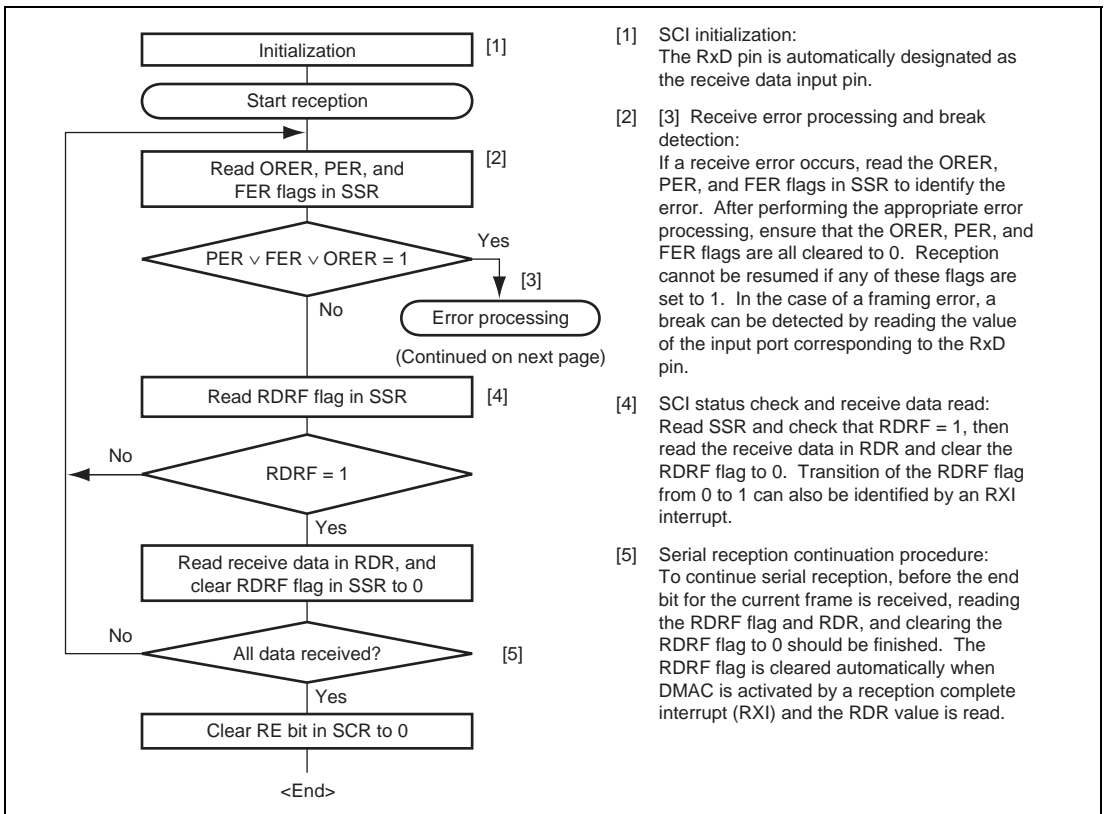 Initialization [1]
Start reception
Read ORER, PER, and [2]
FER flags in SSR
PER ∨ FER ∨ ORER = 1
Yes
[3]
No
Error processing
(Continued on next page)
Read RDRF flag in SSR [4]
No
RDRF = 1
Yes
Read receive data in RDR, and
clear RDRF flag in SSR to 0
No
All data received? [5]
Yes
Clear RE bit in SCR to 0
<End>
[1] SCI initialization:
The RxD pin is automatically designated as
the receive data input pin.
[2] [3] Receive error processing and break
detection:
If a receive error occurs, read the ORER,
PER, and FER flags in SSR to identify the
error. After performing the appropriate error
processing, ensure that the ORER, PER, and
FER flags are all cleared to 0. Reception
cannot be resumed if any of these flags are
set to 1. In the case of a framing error, a
break can be detected by reading the value
of the input port corresponding to the RxD
pin.
[4] SCI status check and receive data read:
Read SSR and check that RDRF = 1, then
read the receive data in RDR and clear the
RDRF flag to 0. Transition of the RDRF flag
from 0 to 1 can also be identified by an RXI
interrupt.
[5] Serial reception continuation procedure:
To continue serial reception, before the end
bit for the current frame is received, reading
the RDRF flag and RDR, and clearing the
RDRF flag to 0 should be finished. The
RDRF flag is cleared automatically when
DMAC is activated by a reception complete
interrupt (RXI) and the RDR value is read.